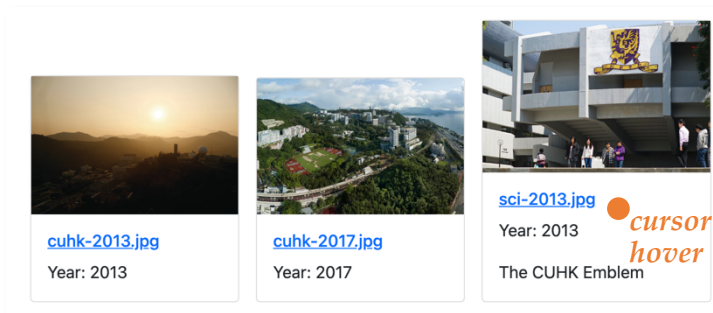 cuhk-2013.jpg
Year: 2013
cuhk-2017.jpg
Year: 2017
sci-2013.jpg
Year: 2013
The CUHK Emblem
cursor
hover